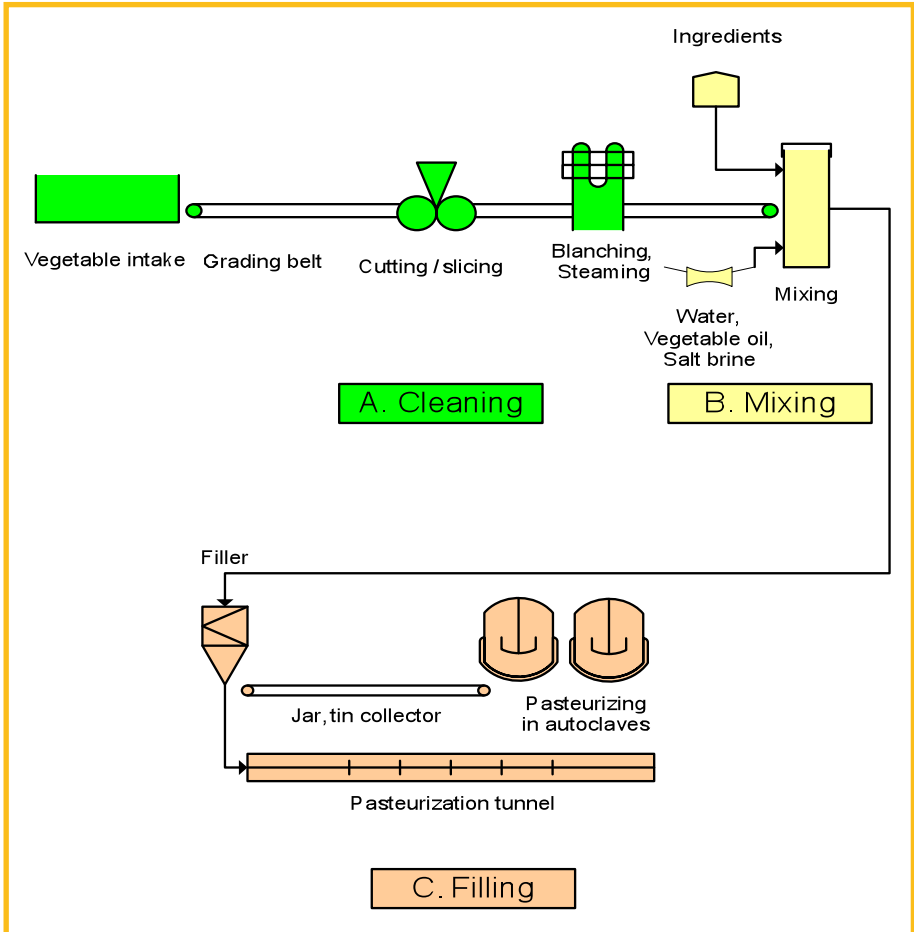 Ingredients
Vegetable intake
Grading belt
Cutting / slicing
Blanching,
Steaming
Mixing
Water,
Vegetable oil,
Salt brine
A. Cleaning
B. Mixing
Filler
Jar, tin collector
Pasteurizing
in autoclaves
Pasteurization tunnel
C. Filling